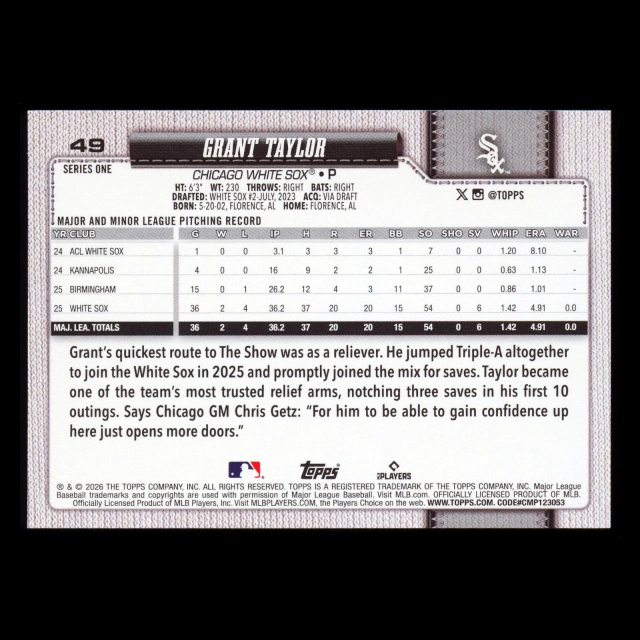 49
GRANT TAYLOR
Sox
SERIES ONE
CHICAGO WHITE SOX® • P
HT: 6'3" WT: 230 THROWS: RIGHT BATS: RIGHT
DRAFTED: WHITE SOX #2-JULY, 2023 ACQ: VIA DRAFT
BORN: 5-20-02, FLORENCE, AL HOME: FLORENCE, AL
@TOPPS
MAJOR AND MINOR LEAGUE PITCHING RECORD
YR CLUB G W L IP H R ER BB SO SHO SV WHIP ERA WAR
24 ACL WHITE SOX 1 0 0 3.1 3 3 3 1 7 0 0 1.20 8.10 -
24 KANNAPOLIS 4 0 0 16 9 2 2 1 25 0 0 0.63 1.13 -
25 BIRMINGHAM 15 0 1 26.2 12 4 3 11 37 0 0 0.86 1.01 -
25 WHITE SOX 36 2 4 36.2 37 20 20 15 54 0 6 1.42 4.91 0.0
MAJ. LEA. TOTALS 36 2 4 36.2 37 20 20 15 54 0 6 1.42 4.91 0.0
Grant's quickest route to The Show was as a reliever. He jumped Triple-A altogether
to join the White Sox in 2025 and promptly joined the mix for saves. Taylor became
one of the team's most trusted relief arms, notching three saves in his first 10
outings. Says Chicago GM Chris Getz: "For him to be able to gain confidence up
here just opens more doors."
Topps
PLAYERS
® & © 2026 THE TOPPS COMPANY, INC. ALL RIGHTS RESERVED. TOPPS IS A REGISTERED TRADEMARK OF THE TOPPS COMPANY, INC. Major League
Baseball trademarks and copyrights are used with permission of Major League Baseball. Visit MLB.com. OFFICIALLY LICENSED PRODUCT OF MLB.
Officially Licensed Product of MLB Players, Inc. Visit MLBPLAYERS.COM, the Players Choice on the web. WWW.TOPPS.COM. CODE#CMP123053